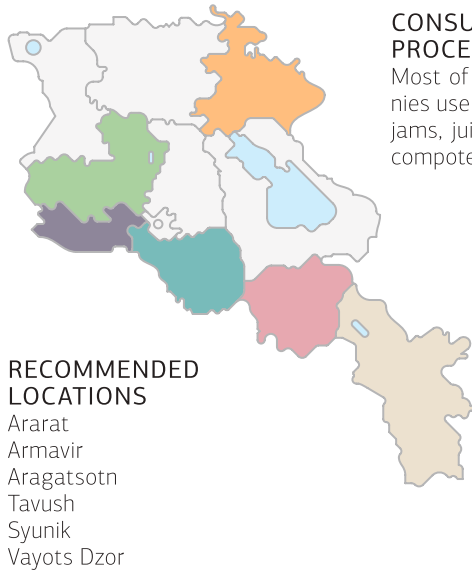 CONSU
PROCE
Most of
nies use
jams, jui
compote
RECOMMENDED
LOCATIONS
Ararat
Armavir
Aragatsotn
Tavush
Syunik
Vayots Dzor